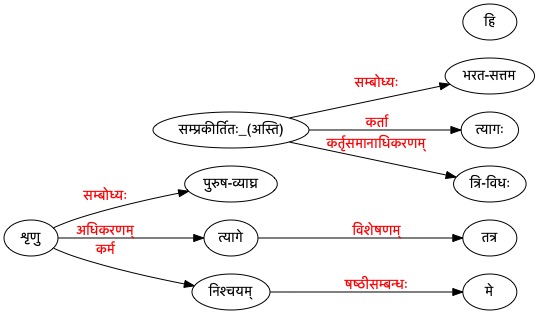 हि
सम्बोध्यः
भरत-सत्तम
सम्प्रकीर्तितः_(अस्ति)
कर्ता
त्यागः
कर्तृसमानाधिकरणम्
त्रि-विधः
सम्बोध्यः
पुरुष-व्याघ्र
शृणु
अधिकरणम्
त्यागे
विशेषणम्
तत्र
कर्म
निश्चयम्
षष्ठीसम्बन्धः
मे